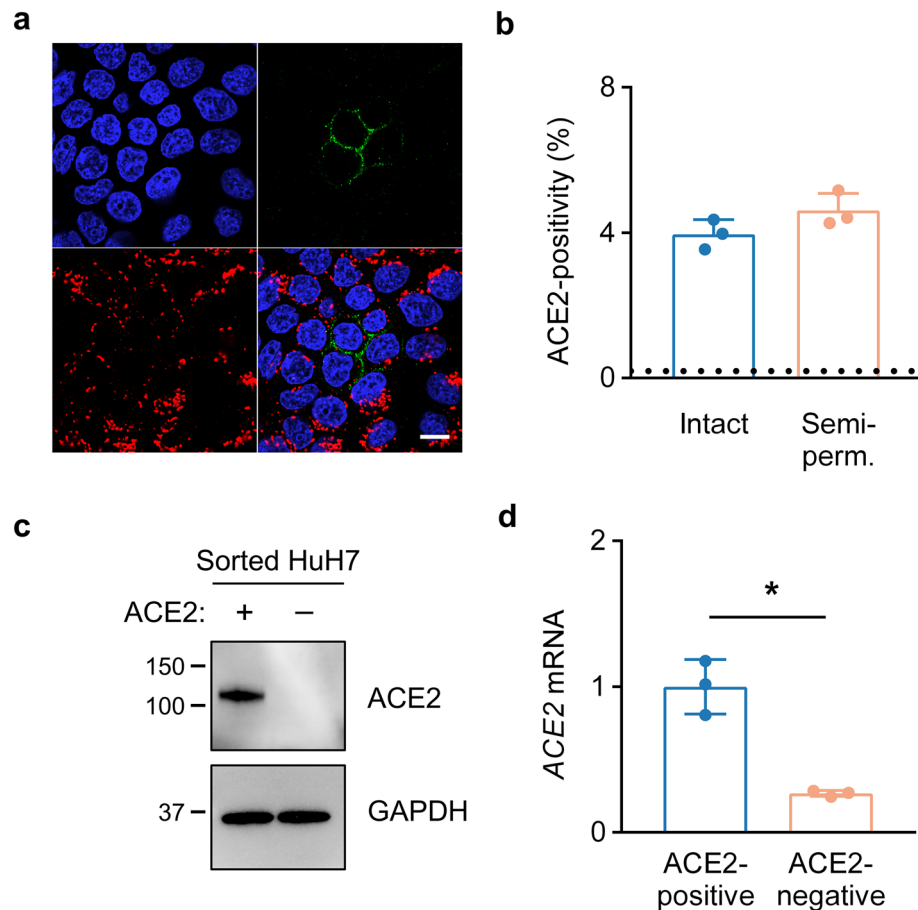 a
b
ACE2-positivity (%)
8
4
0
Intact
Semi-
perm.
c
Sorted HuH7
ACE2: + –
150
100
ACE2
37
GAPDH
d
ACE2 mRNA
2
1
0
*
ACE2-
positive
ACE2-
negative